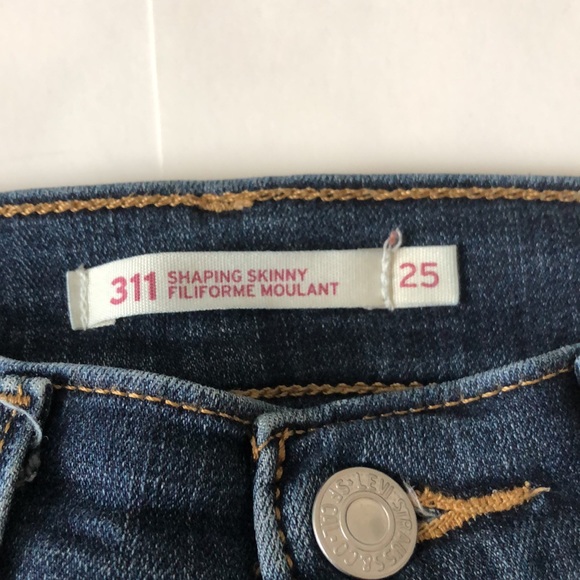 311 SHAPING SKINNY
FILIFORME MOULANT
25
LEVI STRAUSS & CO.